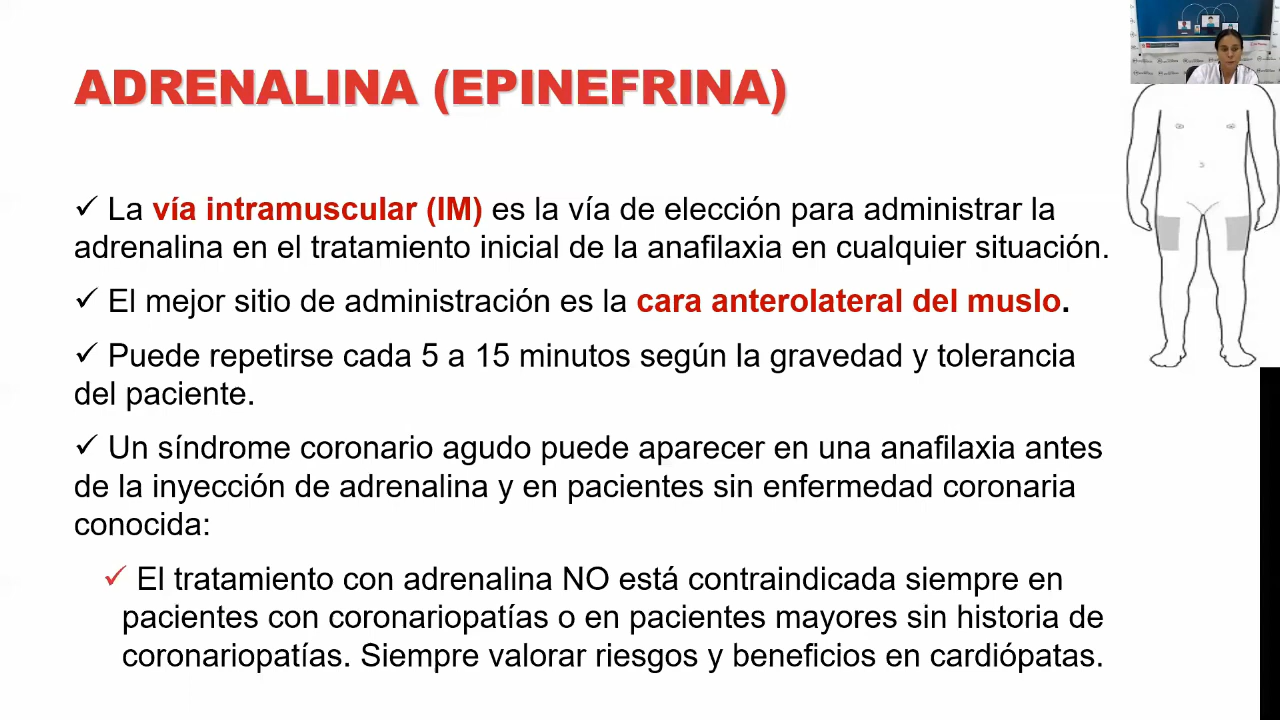 ADRENALINA (EPINEFRINA)
✓ La vía intramuscular (IM) es la vía de elección para administrar la
adrenalina en el tratamiento inicial de la anafilaxia en cualquier situación.
✓ El mejor sitio de administración es la cara anterolateral del muslo.
✓ Puede repetirse cada 5 a 15 minutos según la gravedad y tolerancia
del paciente.
✓ Un síndrome coronario agudo puede aparecer en una anafilaxia antes
de la inyección de adrenalina y en pacientes sin enfermedad coronaria
conocida:
✓ El tratamiento con adrenalina NO está contraindicada siempre en
pacientes con coronariopatías o en pacientes mayores sin historia de
coronariopatías. Siempre valorar riesgos y beneficios en cardiópatas.